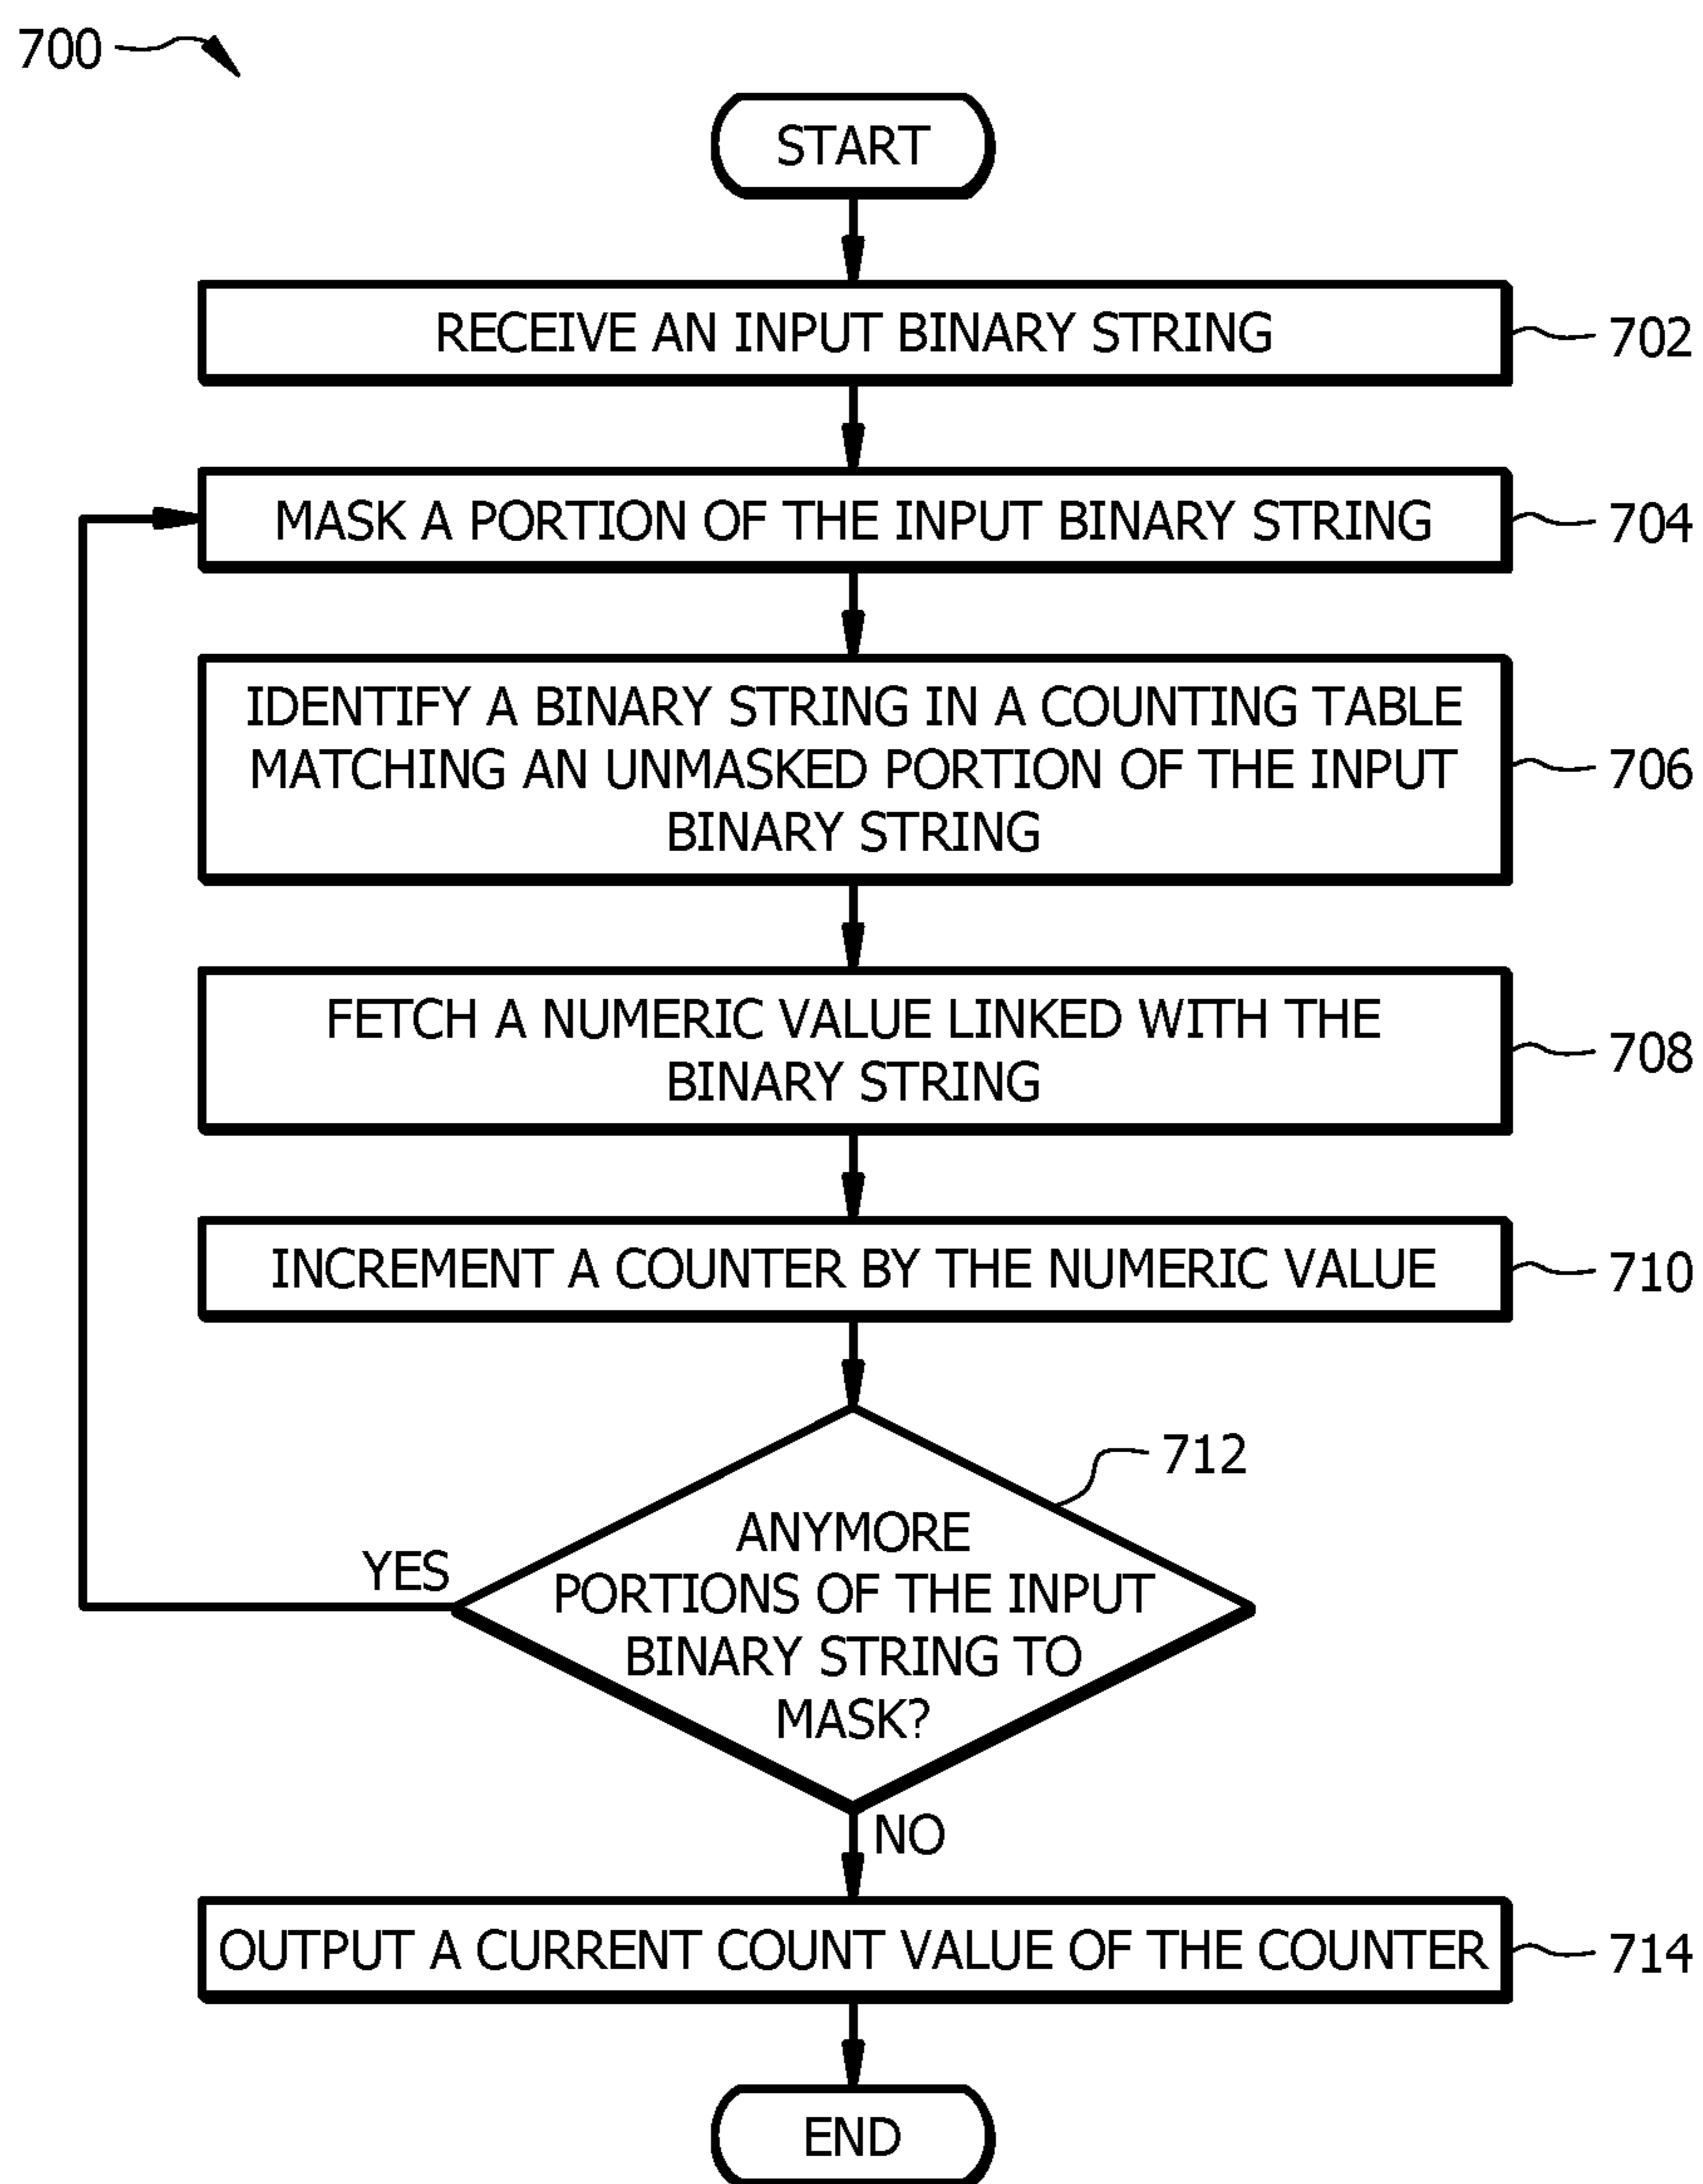 700
START
RECEIVE AN INPUT BINARY STRING
702
MASK A PORTION OF THE INPUT BINARY STRING
704
IDENTIFY A BINARY STRING IN A COUNTING TABLE
MATCHING AN UNMASKED PORTION OF THE INPUT
BINARY STRING
706
FETCH A NUMERIC VALUE LINKED WITH THE
BINARY STRING
708
INCREMENT A COUNTER BY THE NUMERIC VALUE
710
712
ANYMORE
PORTIONS OF THE INPUT
BINARY STRING TO
MASK?
YES
NO
OUTPUT A CURRENT COUNT VALUE OF THE COUNTER
714
END